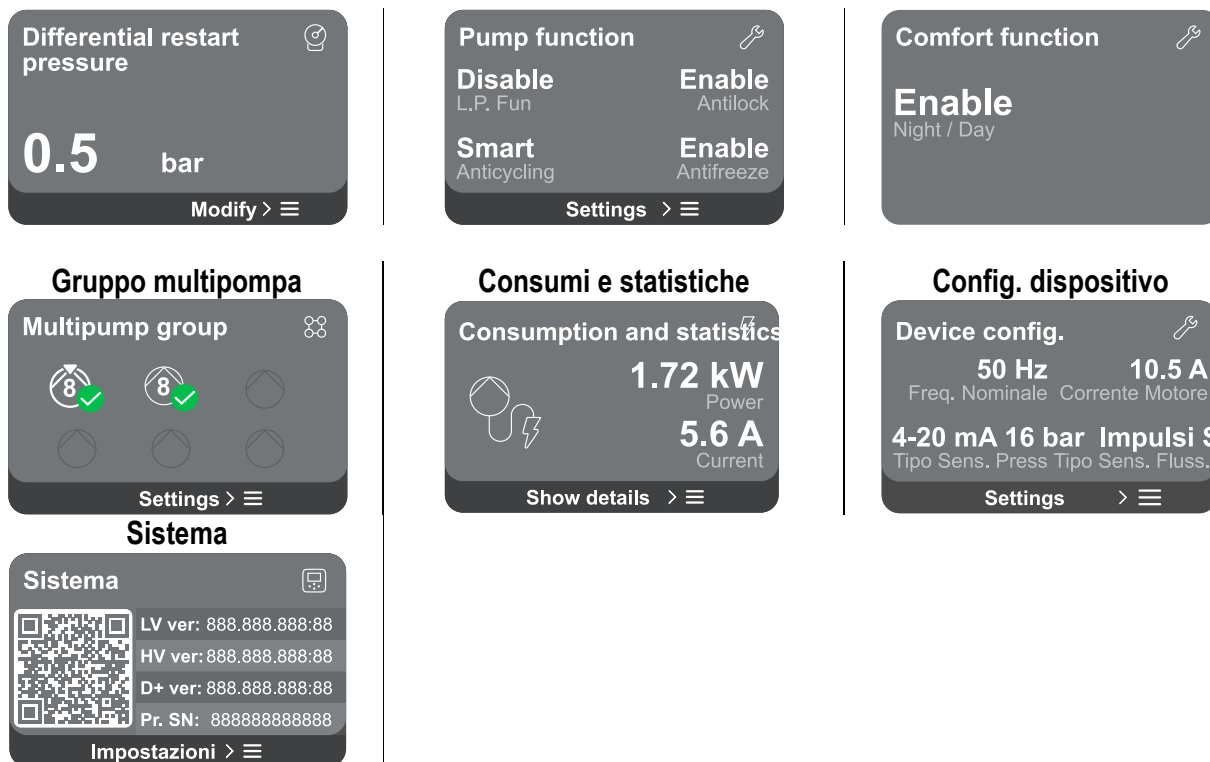 Differential restart
pressure
0.5 bar
Modify >
Pump function
Disable Enable
L.P. Fun Antilock
Smart Enable
Anticycling Antifreeze
Settings >
Comfort function
Enable
Night / Day
Gruppo multipompa
Multipump group
8 8
Settings >
Consumi e statistiche
Consumption and statistics
1.72 kW
Power
5.6 A
Current
Show details >
Config. dispositivo
Device config.
50 Hz 10.5 A
Freq. Nominale Corrente Motore
4-20 mA 16 bar Impulsi S
Tipo Sens. Press Tipo Sens. Fluss.
Settings >
Sistema
Sistema
LV ver: 888.888.888:88
HV ver: 888.888.888:88
D+ ver: 888.888.888:88
Pr. SN: 888888888888
Impostazioni >